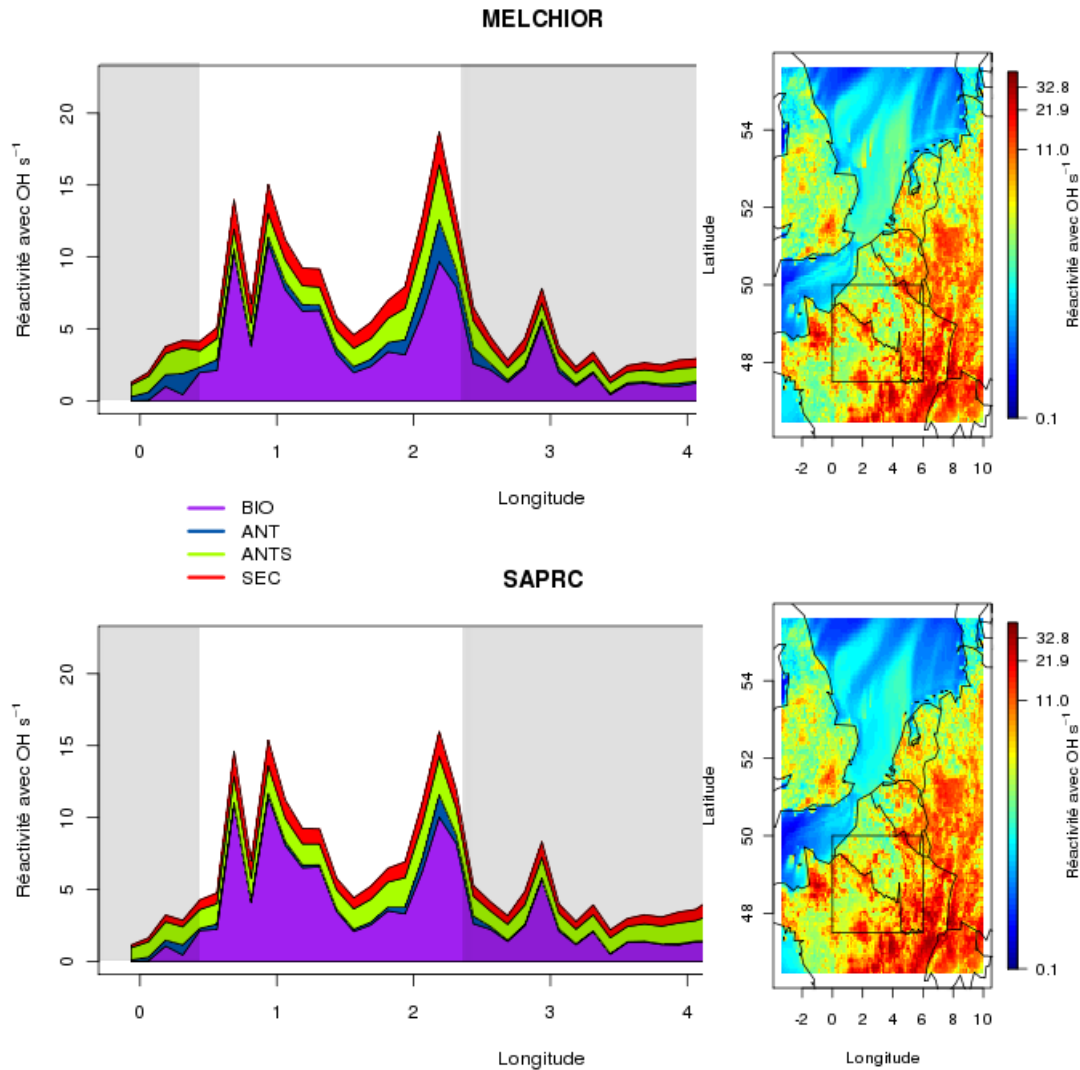 MELCHIOR
Réactivité avec OH s⁻¹
20
15
10
5
0
0 1 2 3 4
Longitude
Latitude
54
52
50
48
-2 0 2 4 6 8 10
32.8
21.9
11.0
0.1
Réactivité avec OH s⁻¹
BIO
ANT
ANTS
SEC
SAPRC
Réactivité avec OH s⁻¹
20
15
10
5
0
0 1 2 3 4
Longitude
Latitude
54
52
50
48
-2 0 2 4 6 8 10
Longitude
32.8
21.9
11.0
0.1
Réactivité avec OH s⁻¹